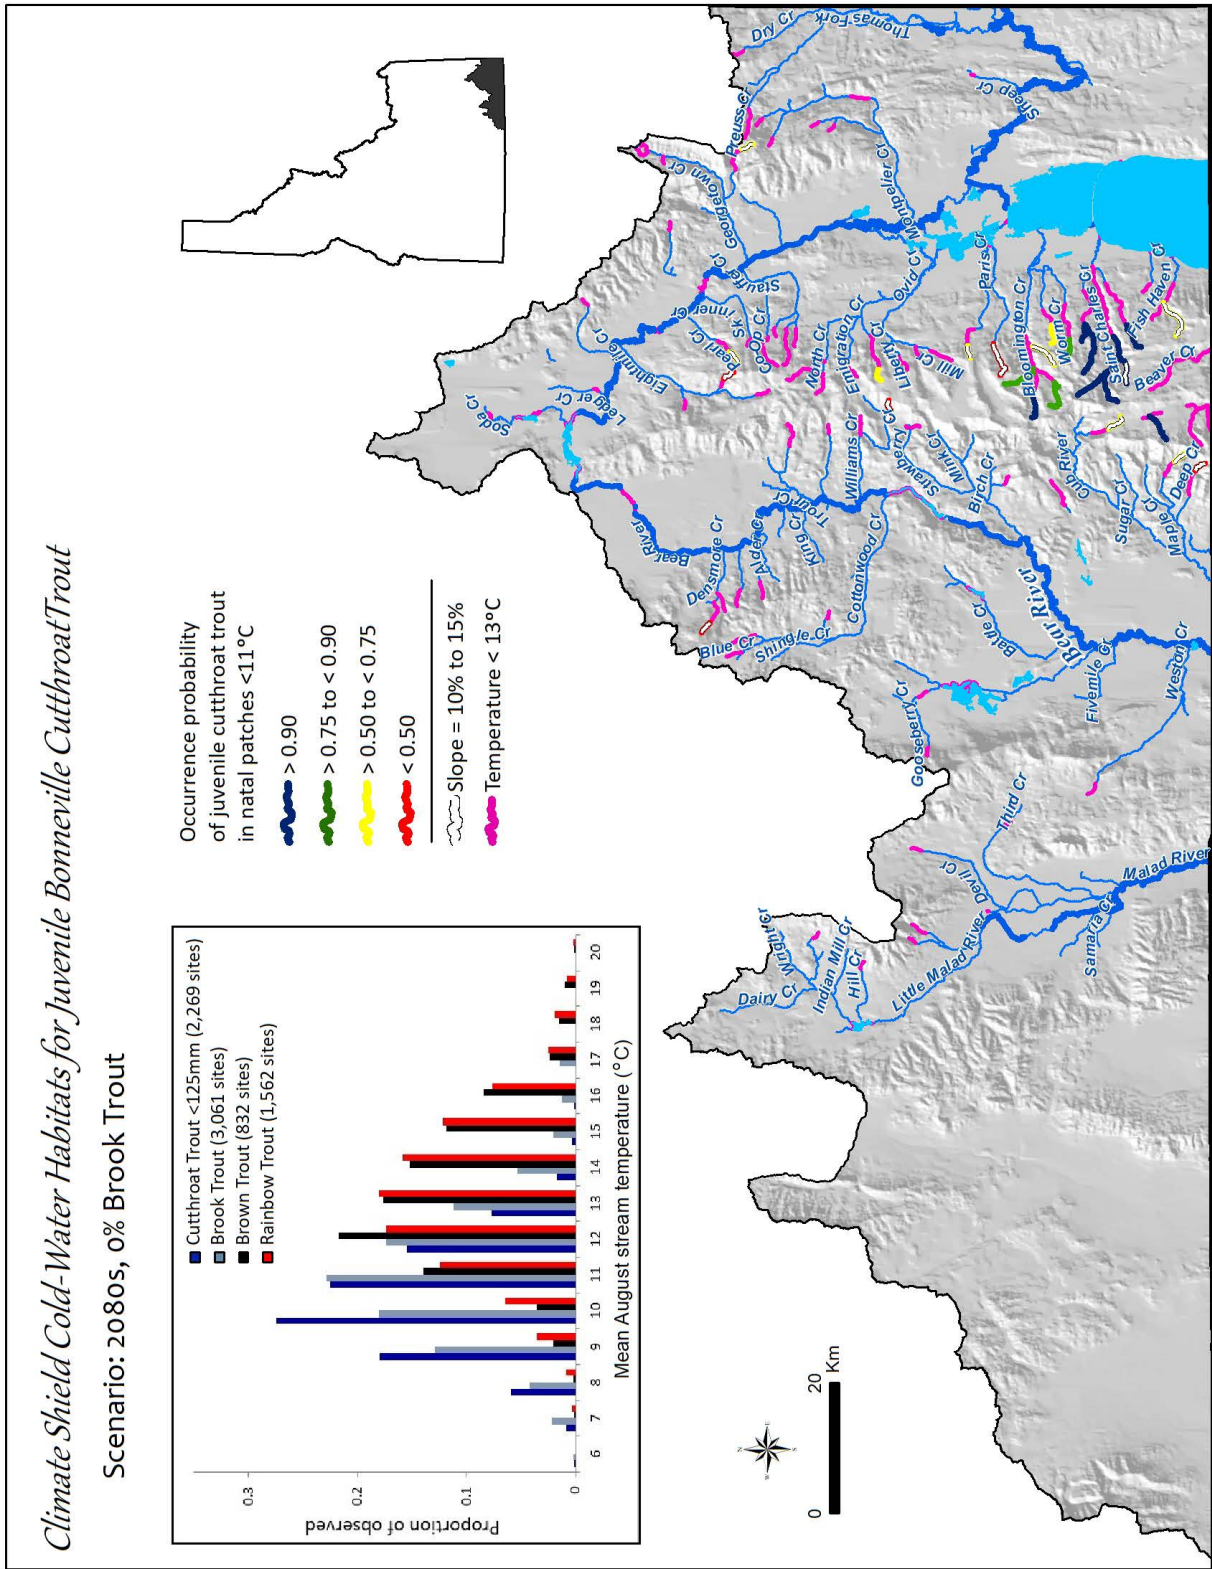 Climate Shield Cold-Water Habitats for Juvenile Bonneville Cutthroat Trout
Scenario: 2080s, 0% Brook Trout
Cutthroat Trout <125mm (2,269 sites)
Brook Trout (3,061 sites)
Brown Trout (832 sites)
Rainbow Trout (1,562 sites)
Proportion of observed
0.3
0.2
0.1
0
6 7 8 9 10 11 12 13 14 15 16 17 18 19 20
Mean August stream temperature (°C)
Occurrence probability
of juvenile cutthroat trout
in natal patches <11°C
> 0.90
> 0.75 to < 0.90
> 0.50 to < 0.75
< 0.50
Slope = 10% to 15%
Temperature < 13°C
N
E
S
W
0 20 Km
Soda Cr
Ledger Cr
Eightmile Cr
Bear River
Densmore Cr
Alder Cr
King Cr
Trout Cr
Blue Cr
Shingle Cr
Cottonwood Cr
Williams Cr
Strawberry Cr
Mink Cr
Birch Cr
Battle Cr
Bear River
Gooseberry Cr
Fivemile Cr
Weston Cr
Third Cr
Devil Cr
Malad River
Samaria Cr
Little Malad River
Wright Cr
Dairy Cr
Indian Mill Cr
Hill Cr
Pearl Cr
Skinner Cr
Co-Op Cr
Stauffer Cr
North Cr
Emigration Cr
Liberty Cr
Mill Cr
Ovid Cr
Georgetown Cr
Preuss Cr
Montpelier Cr
Dry Cr
Thomas Fork
Sheep Cr
Paris Cr
Bloomington Cr
Worm Cr
Saint Charles Cr
Fish Haven Cr
Beaver Cr
Cub River
Sugar Cr
Maple Cr
Deep Cr